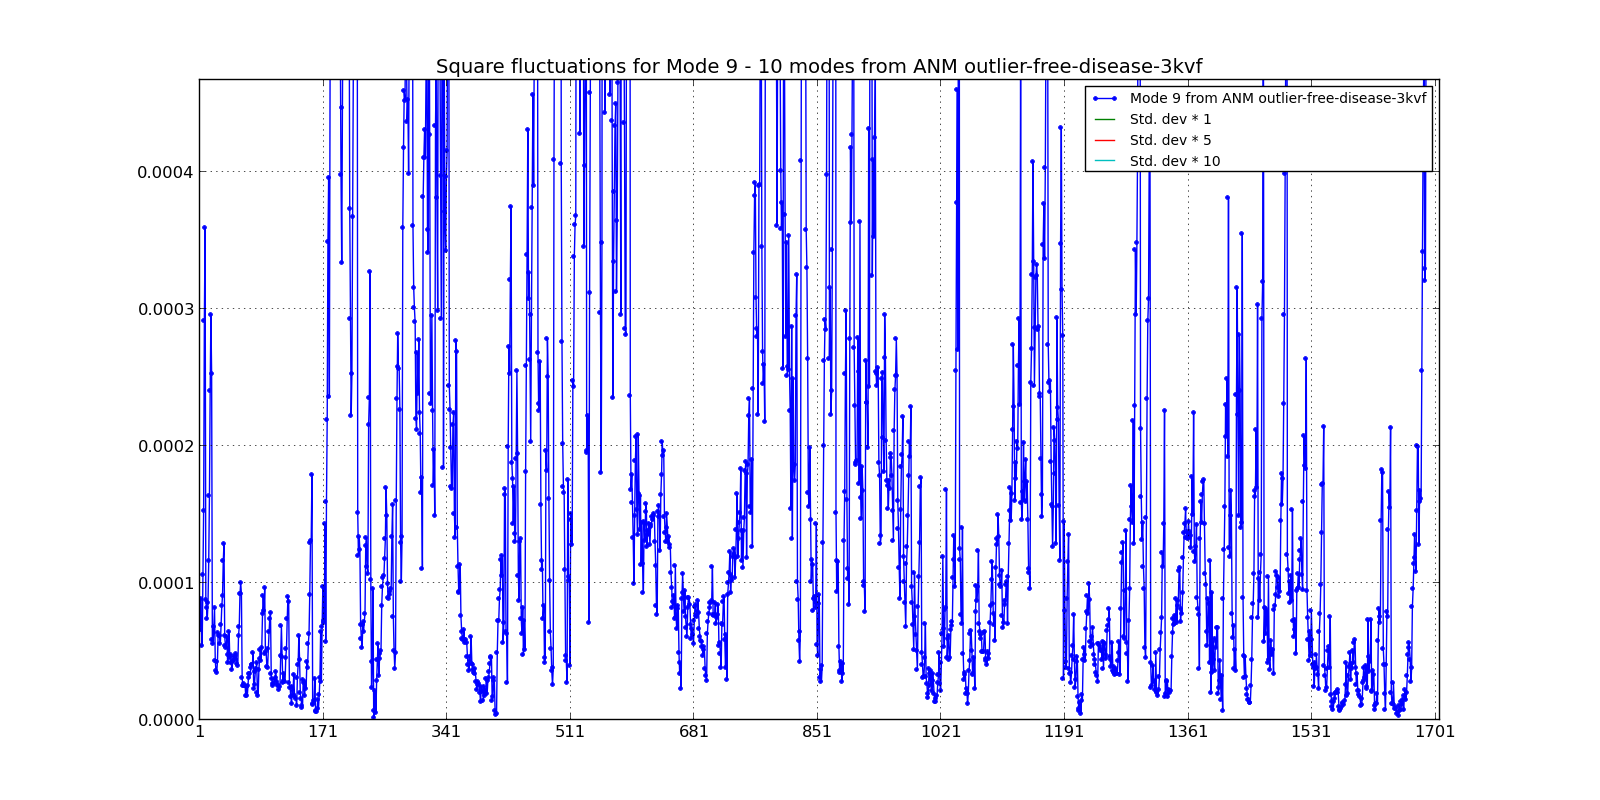 Square fluctuations for Mode 9 - 10 modes from ANM outlier-free-disease-3kvf
Mode 9 from ANM outlier-free-disease-3kvf
Std. dev * 1
Std. dev * 5
Std. dev * 10
0.0004
0.0003
0.0002
0.0001
0.0000
1 171 341 511 681 851 1021 1191 1361 1531 1701